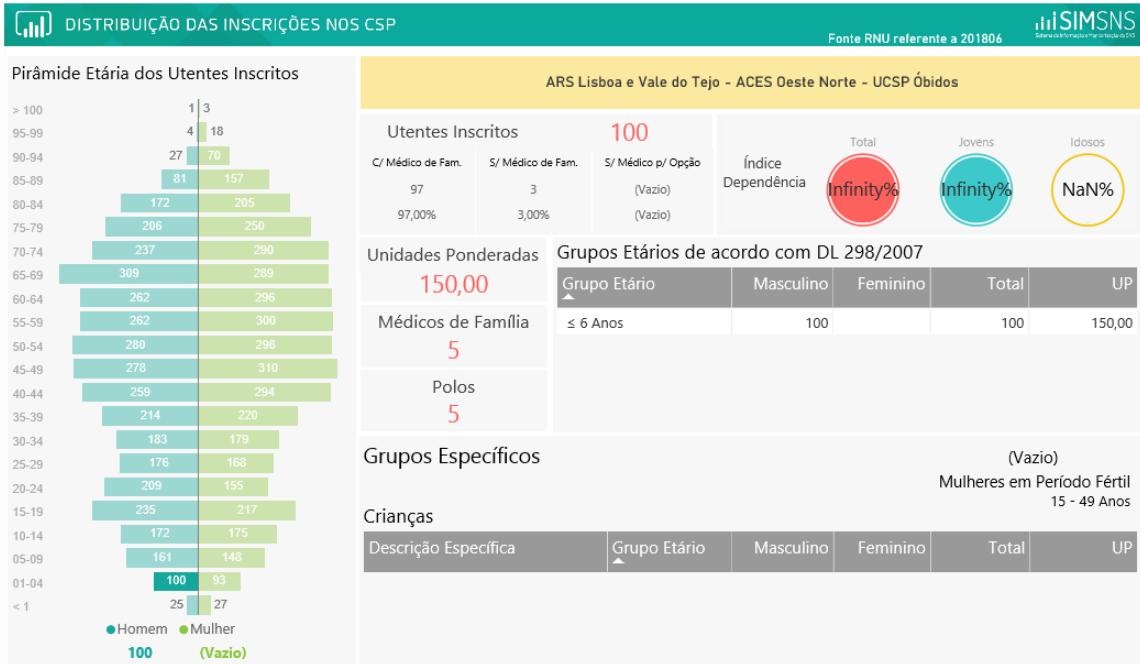 DISTRIBUIÇÃO DAS INSCRIÇÕES NOS CSP
Fonte RNU referente a 201806
SIMSNS
Pirâmide Etária dos Utentes Inscritos
> 100 1 3
95-99 4 18
90-94 27 70
85-89 81 157
80-84 172 205
75-79 206 250
70-74 237 290
65-69 309 289
60-64 262 296
55-59 262 300
50-54 280 298
45-49 278 310
40-44 259 294
35-39 214 220
30-34 183 179
25-29 176 168
20-24 209 155
15-19 235 217
10-14 172 175
05-09 161 148
01-04 100 93
< 1 25 27
Homem Mulher
100 (Vazio)
ARS Lisboa e Vale do Tejo - ACES Oeste Norte - UCSP Óbidos
Utentes Inscritos 100
C/ Médico de Fam. S/ Médico de Fam. S/ Médico p/ Opção
97 3 (Vazio)
97,00% 3,00% (Vazio)
Índice
Dependência
Total Jovens Idosos
Infinity% Infinity% NaN%
Unidades Ponderadas
150,00
Médicos de Família
5
Polos
5
Grupos Etários de acordo com DL 298/2007
Grupo Etário Masculino Feminino Total UP
≤ 6 Anos 100 100 150,00
Grupos Específicos
(Vazio)
Mulheres em Período Fértil
15 - 49 Anos
Crianças
Descrição Específica Grupo Etário Masculino Feminino Total UP